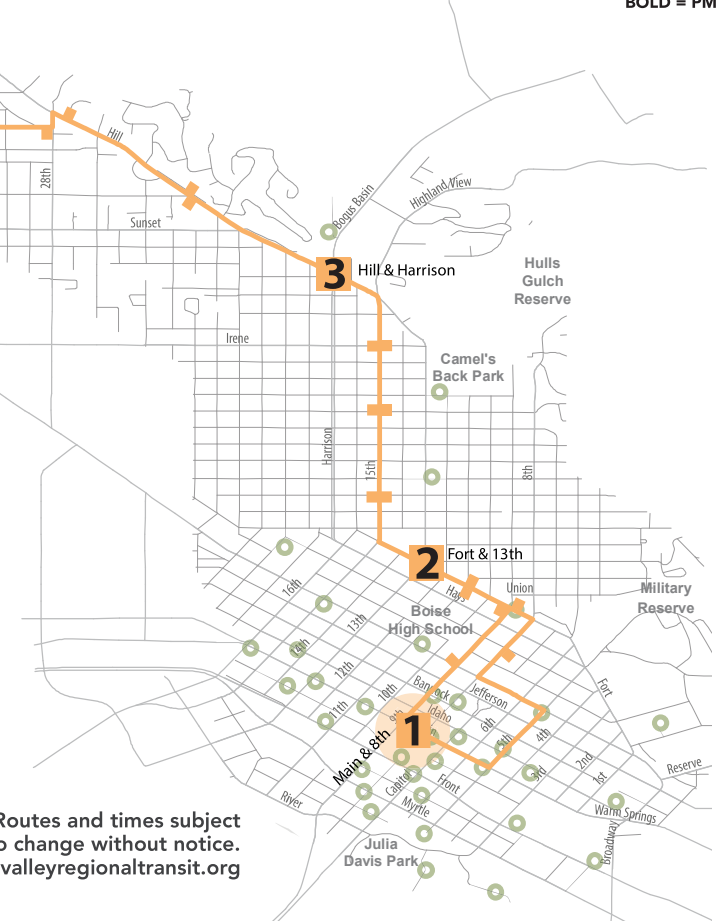 BOLD = PM
Hill
28th
Bogus Basin
Highland View
Sunset
3
Hill & Harrison
Hulls
Gulch
Reserve
Irene
Camel's
Back Park
Harrison
15th
8th
2
Fort & 13th
Hays
Union
Military
Reserve
16th
Boise
High School
13th
14th
12th
Fort
10th
Jefferson
11th
Idaho
6th
1
Main & 8th
5th
4th
3rd
2nd
1st
Reserve
Capitol
Front
River
Myrtle
Warm Springs
Broadway
Routes and times subject
o change without notice.
valleyregionaltransit.org
Julia
Davis Park